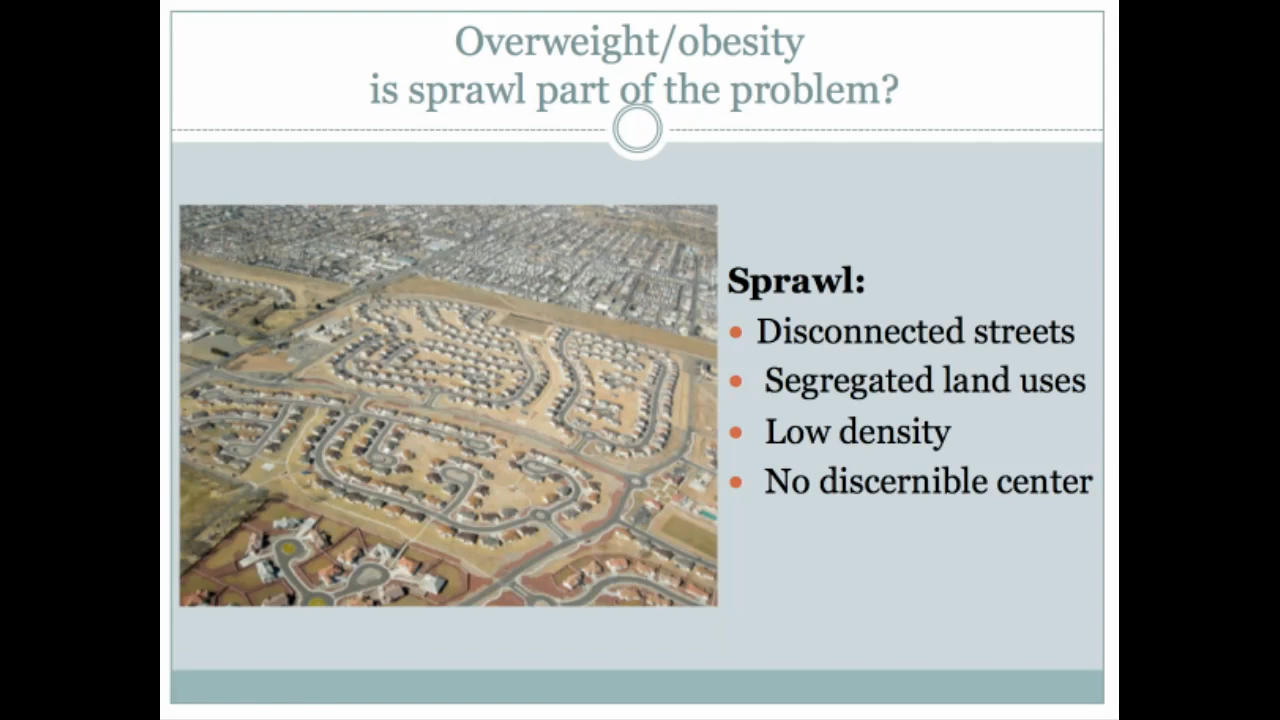 Overweight/obesity
is sprawl part of the problem?
Sprawl:
Disconnected streets
Segregated land uses
Low density
No discernible center